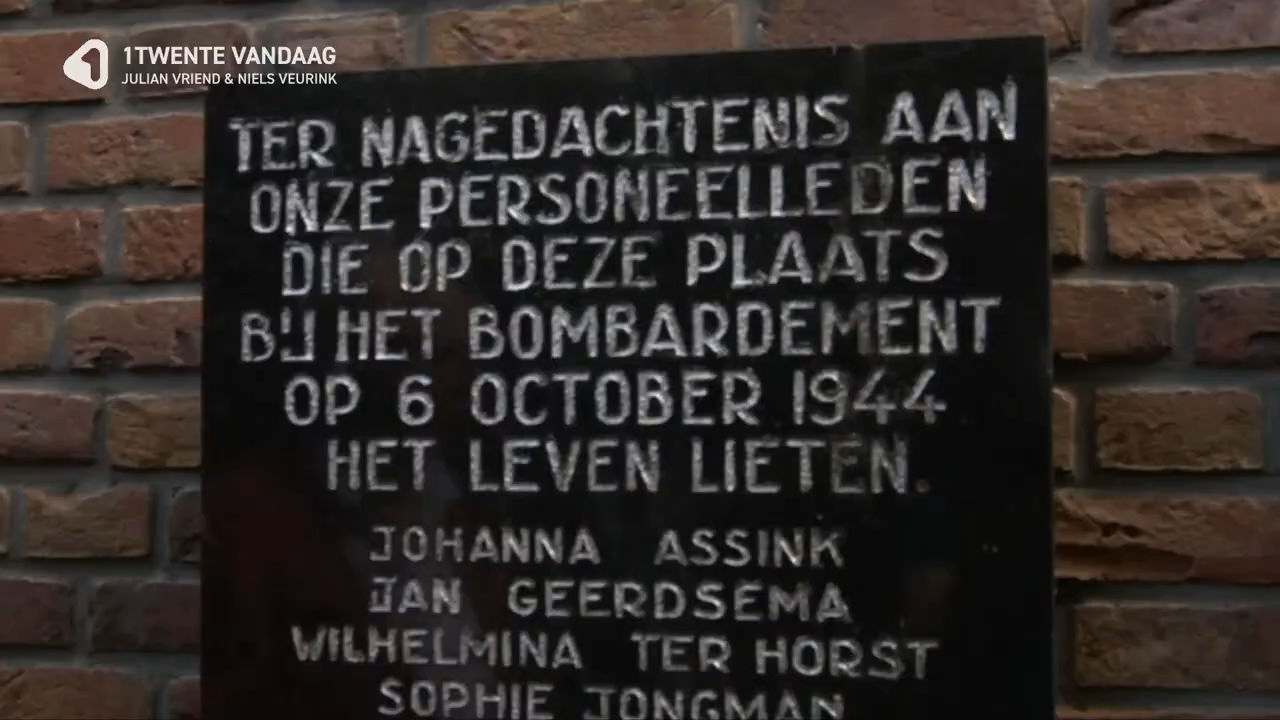 1TWENTE VANDAAG
JULIAN VRIEND & NIELS VEURINK
TER NAGEDACHTENIS AAN
ONZE PERSONEELLEDEN
DIE OP DEZE PLAATS
BIJ HET BOMBARDEMENT
OP 6 OCTOBER 1944
HET LEVEN LIETEN.
JOHANNA ASSINK
JAN GEERDSEMA
WILHELMINA TER HORST
SOPHIE JONGMAN